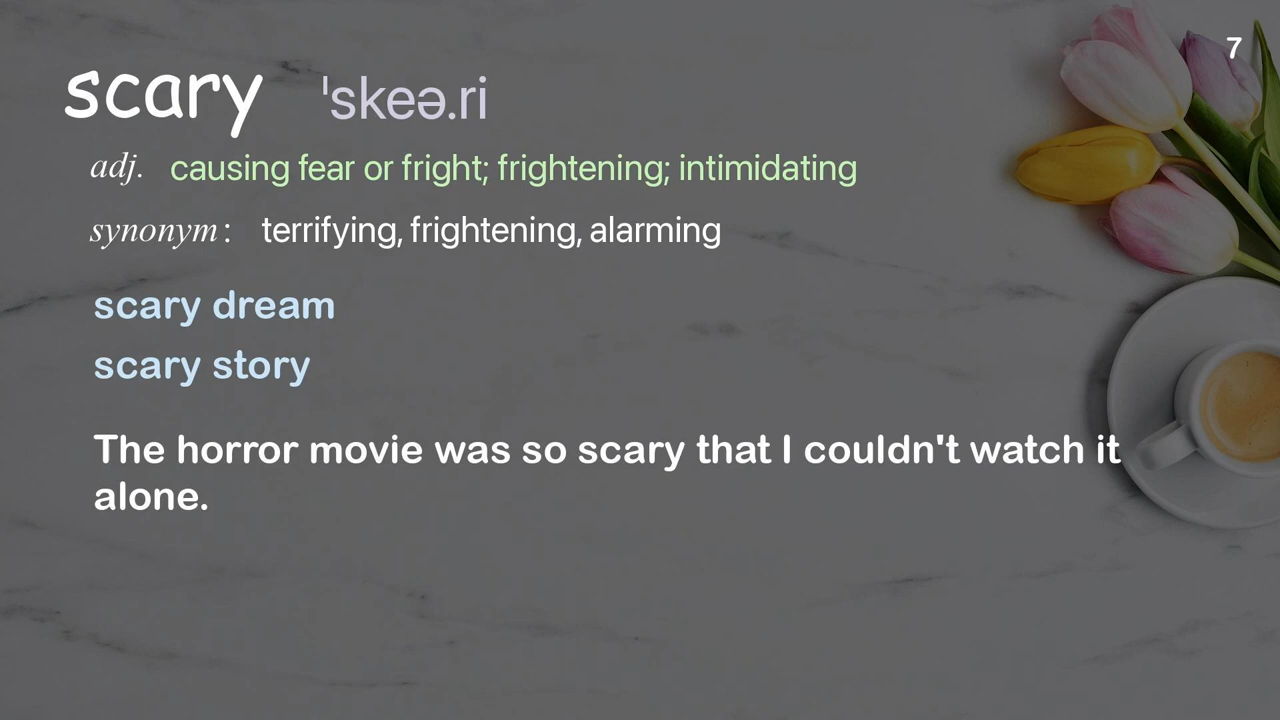 7
scary ˈskeə.ri
adj. causing fear or fright; frightening; intimidating
synonym : terrifying, frightening, alarming
scary dream
scary story
The horror movie was so scary that I couldn't watch it
alone.